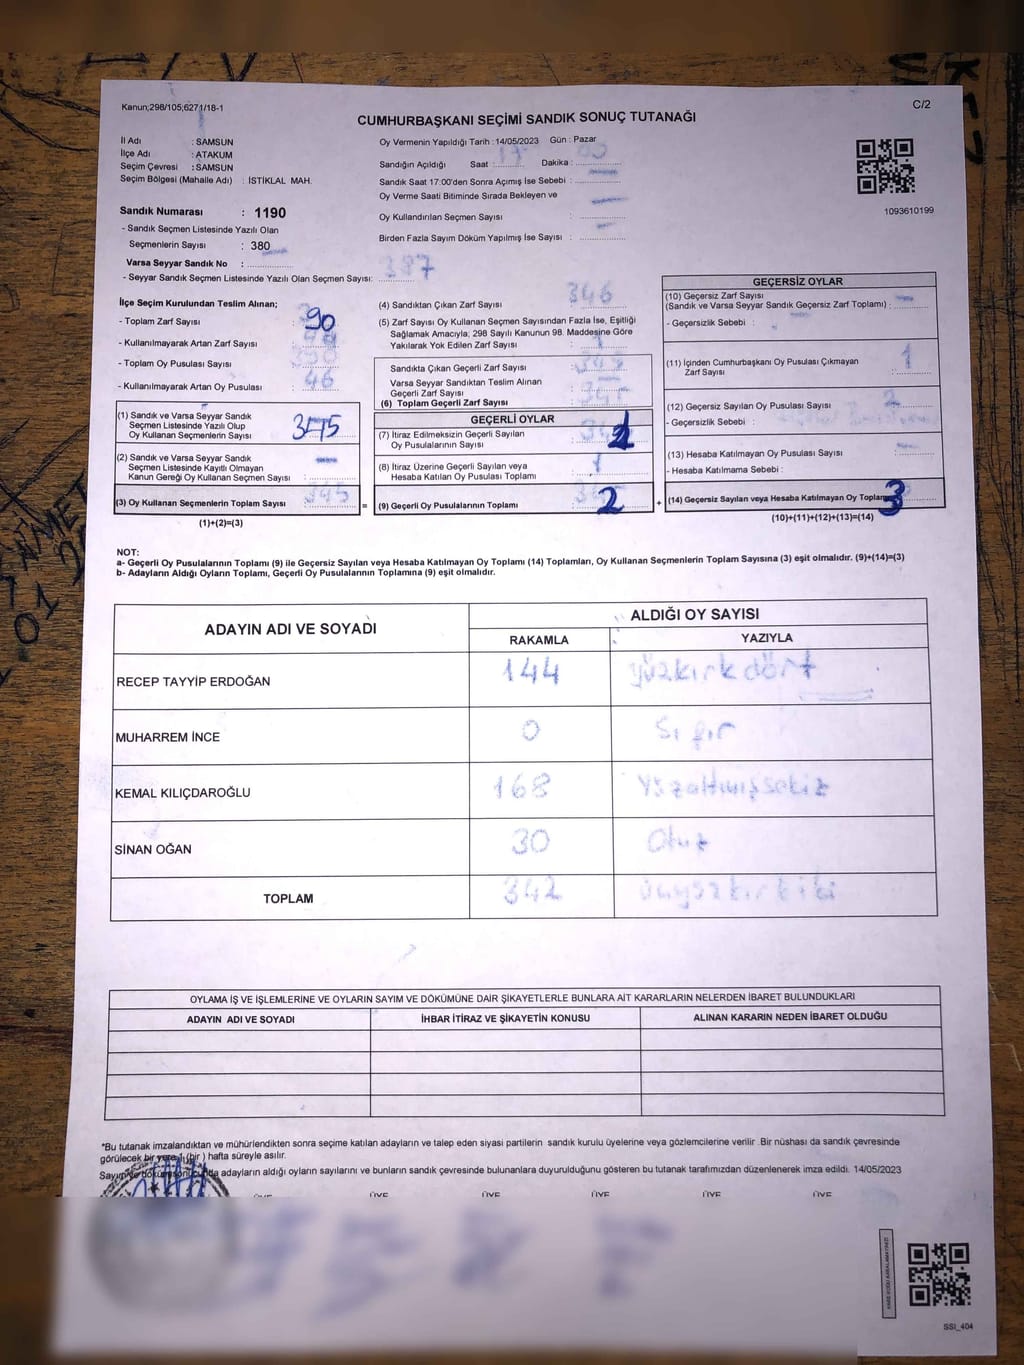 Kanun;298/105;6271/18-1
C/2
CUMHURBAŞKANI SEÇİMİ SANDIK SONUÇ TUTANAĞI
İl Adı : SAMSUN
İlçe Adı : ATAKUM
Seçim Çevresi : SAMSUN
Seçim Bölgesi (Mahalle Adı) : İSTİKLAL MAH.
Oy Vermenin Yapıldığı Tarih : 14/05/2023 Gün : Pazar
Sandığın Açıldığı Saat : 17 Dakika :
Sandık Saat 17:00'den Sonra Açımış İse Sebebi :
Oy Verme Saati Bitiminde Sırada Bekleyen ve
Oy Kullandırılan Seçmen Sayısı :
Birden Fazla Sayım Döküm Yapılmış İse Sayısı :
1093610199
Sandık Numarası : 1190
- Sandık Seçmen Listesinde Yazılı Olan
Seçmenlerin Sayısı : 380
Varsa Seyyar Sandık No :
- Seyyar Sandık Seçmen Listesinde Yazılı Olan Seçmen Sayısı: 387
İlçe Seçim Kurulundan Teslim Alınan;
- Toplam Zarf Sayısı : 390
- Kullanılmayarak Artan Zarf Sayısı :
- Toplam Oy Pusulası Sayısı :
- Kullanılmayarak Artan Oy Pusulası : 46
(1) Sandık ve Varsa Seyyar Sandık
Seçmen Listesinde Yazılı Olup
Oy Kullanan Seçmenlerin Sayısı
(2) Sandık ve Varsa Seyyar Sandık
Seçmen Listesinde Kayıtlı Olmayan
Kanun Gereği Oy Kullanan Seçmen Sayısı :
(3) Oy Kullanan Seçmenlerin Toplam Sayısı 345 =
(1)+(2)=(3)
(4) Sandıktan Çıkan Zarf Sayısı : 346
(5) Zarf Sayısı Oy Kullanan Seçmen Sayısından Fazla İse, Eşitliği
Sağlamak Amacıyla; 298 Sayılı Kanunun 98. Maddesine Göre
Yakılarak Yok Edilen Zarf Sayısı : 1
Sandıkta Çıkan Geçerli Zarf Sayısı : 345
Varsa Seyyar Sandıktan Teslim Alınan
Geçerli Zarf Sayısı :
(6) Toplam Geçerli Zarf Sayısı : 345
GEÇERLİ OYLAR
(7) İtiraz Edilmeksizin Geçerli Sayılan
Oy Pusulalarının Sayısı :
(8) İtiraz Üzerine Geçerli Sayılan veya
Hesaba Katılan Oy Pusulası Toplamı : 1
(9) Geçerli Oy Pusulalarının Toplamı : 2 +
GEÇERSİZ OYLAR
(10) Geçersiz Zarf Sayısı
(Sandık ve Varsa Seyyar Sandık Geçersiz Zarf Toplamı) :
- Geçersizlik Sebebi :
(11) İçinden Cumhurbaşkanı Oy Pusulası Çıkmayan
Zarf Sayısı : 1
(12) Geçersiz Sayılan Oy Pusulası Sayısı : 2
- Geçersizlik Sebebi :
(13) Hesaba Katılmayan Oy Pusulası Sayısı :
- Hesaba Katılmama Sebebi :
(14) Geçersiz Sayılan veya Hesaba Katılmayan Oy Toplamı 3
(10)+(11)+(12)+(13)=(14)
NOT:
a- Geçerli Oy Pusulalarının Toplamı (9) ile Geçersiz Sayılan veya Hesaba Katılmayan Oy Toplamı (14) Toplamları, Oy Kullanan Seçmenlerin Toplam Sayısına (3) eşit olmalıdır. (9)+(14)=(3)
b- Adayların Aldığı Oyların Toplamı, Geçerli Oy Pusulalarının Toplamına (9) eşit olmalıdır.
ADAYIN ADI VE SOYADI
ALDIĞI OY SAYISI
RAKAMLA YAZIYLA
RECEP TAYYİP ERDOĞAN 144 yüzkırkdört
MUHARREM İNCE 0 Sıfır
KEMAL KILIÇDAROĞLU 168 Yüzaltmışsekiz
SİNAN OĞAN 30 Otuz
TOPLAM 342 üçyüzkırkiki
OYLAMA İŞ VE İŞLEMLERİNE VE OYLARIN SAYIM VE DÖKÜMÜNE DAİR ŞİKAYETLERLE BUNLARA AİT KARARLARIN NELERDEN İBARET BULUNDUKLARI
ADAYIN ADI VE SOYADI İHBAR İTİRAZ VE ŞİKAYETİN KONUSU ALINAN KARARIN NEDEN İBARET OLDUĞU
*Bu tutanak imzalandıktan ve mühürlendikten sonra seçime katılan adayların ve talep eden siyasi partilerin sandık kurulu üyelerine veya gözlemcilerine verilir .Bir nüshası da sandık çevresinde
görülecek bir yere 1 (bir ) hafta süreyle asılır.
adayların aldığı oyların sayılarını ve bunların sandık çevresinde bulunanlara duyurulduğunu gösteren bu tutanak tarafımızdan düzenlenerek imza edildi. 14/05/2023
ÜYE ÜYE ÜYE ÜYE ÜYE ÜYE
SSİ_404